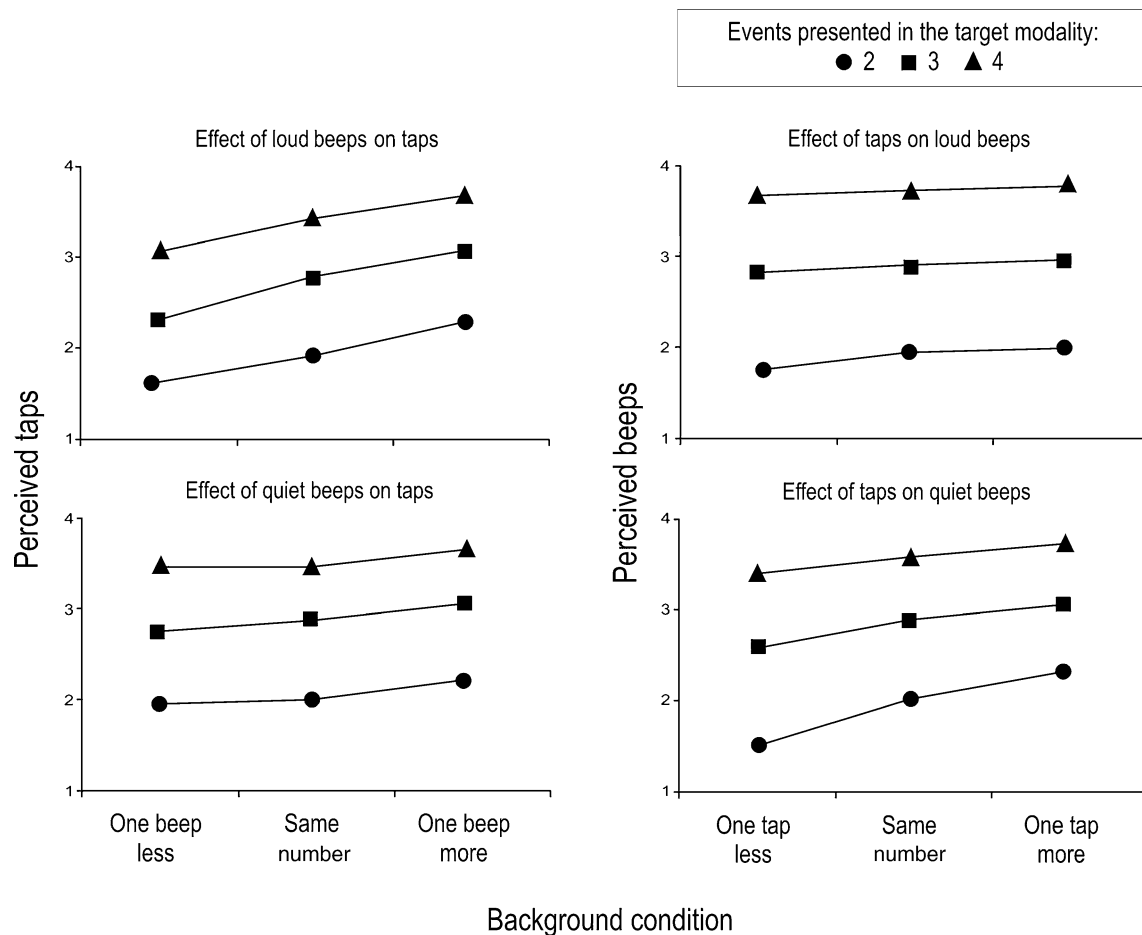 Events presented in the target modality:
2 3 4
Effect of loud beeps on taps
4
3
2
1
Effect of taps on loud beeps
4
3
2
1
Perceived taps
Perceived beeps
Effect of quiet beeps on taps
4
3
2
1
Effect of taps on quiet beeps
4
3
2
1
One beep
less
Same
number
One beep
more
One tap
less
Same
number
One tap
more
Background condition